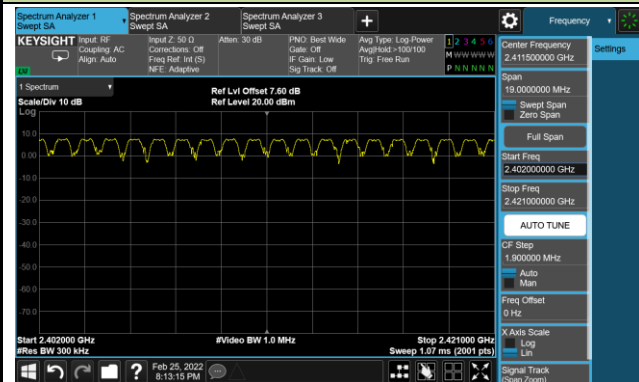 Spectrum Analyzer 1
Swept SA
Spectrum Analyzer 2
Swept SA
Spectrum Analyzer 3
Swept SA
+
Frequency
KEYSIGHT
Input: RF
Coupling: AC
Align: Auto
Input Z: 50 Ω
Corrections: Off
Freq Ref: Int (S)
NFE: Adaptive
Atten: 30 dB
PNO: Best Wide
Gate: Off
IF Gain: Low
Sig Track: Off
Avg Type: Log-Power
Avg|Hold:>100/100
Trig: Free Run
1 2 3 4 5 6
M W W W W W
P N N N N N
LXI
1 Spectrum
Scale/Div 10 dB
Log
Ref Lvl Offset 7.60 dB
Ref Level 20.00 dBm
10.0
0.00
-10.0
-20.0
-30.0
-40.0
-50.0
-60.0
-70.0
Start 2.402000 GHz
#Res BW 300 kHz
#Video BW 1.0 MHz
Stop 2.421000 GHz
Sweep 1.07 ms (2001 pts)
Feb 25, 2022
8:13:15 PM
Center Frequency
2.411500000 GHz
Settings
Span
19.0000000 MHz
Swept Span
Zero Span
Full Span
Start Freq
2.402000000 GHz
Stop Freq
2.421000000 GHz
AUTO TUNE
CF Step
1.900000 MHz
Auto
Man
Freq Offset
0 Hz
X Axis Scale
Log
Lin
Signal Track
(Span Zoom)